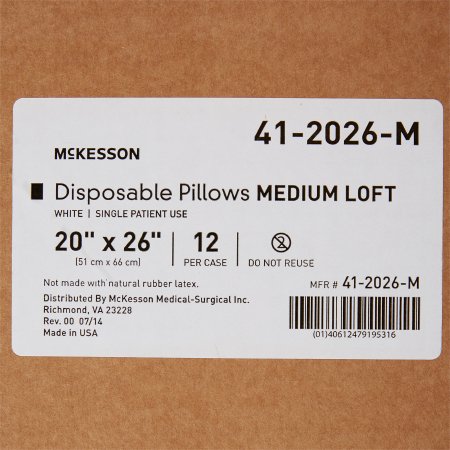 41-2026-M
McKESSON
Disposable Pillows MEDIUM LOFT
WHITE | SINGLE PATIENT USE
20" x 26" | 12
(51 cm x 66 cm) PER CASE DO NOT REUSE
Not made with natural rubber latex. MFR # 41-2026-M
Distributed By McKesson Medical-Surgical Inc.
Richmond, VA 23228
Rev. 00 07/14
Made in USA
(01)40612479195316